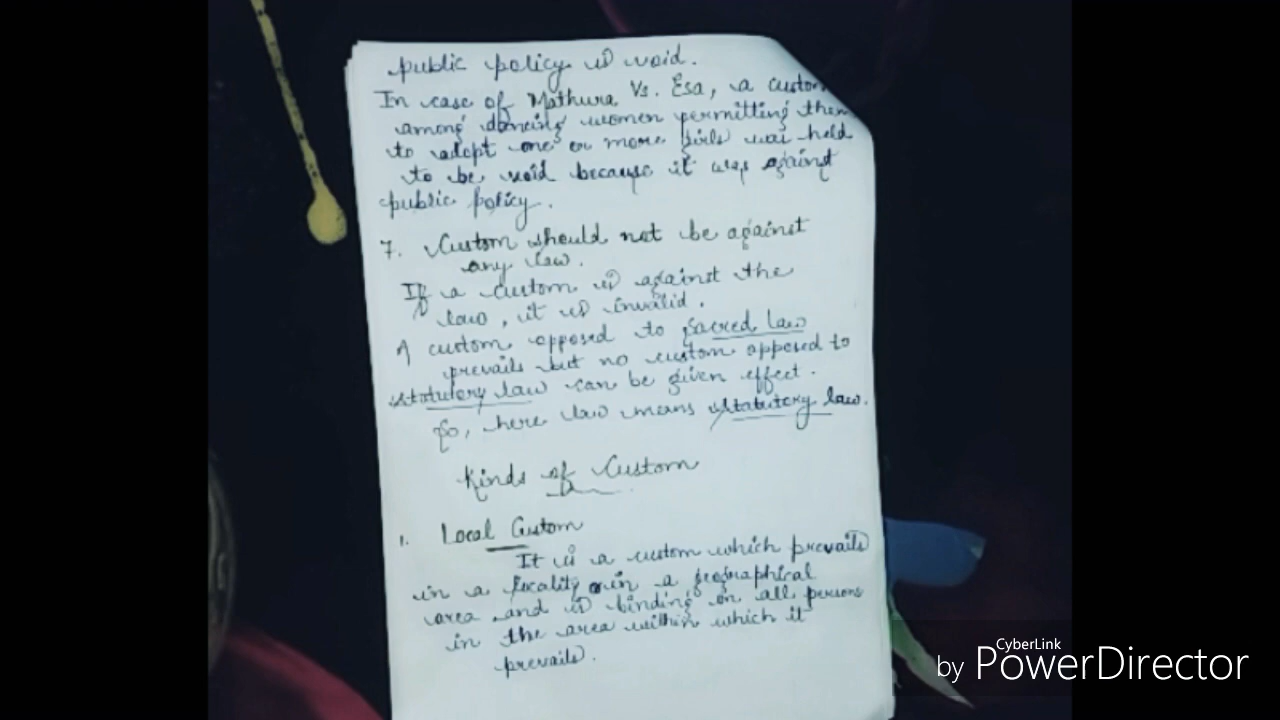 public policy is void.
In case of Mathura Vs. Esa, a custom
among dancing women permitting them
to adopt one or more girls was held
to be void because it was against
public policy.
7. Custom should not be against
any law.
If a custom is against the
law, it is invalid.
A custom opposed to sacred law
prevails but no custom opposed to
statutory law can be given effect.
So, here law means statutory law.
Kinds of Custom
1. Local Custom
It is a custom which prevails
in a locality or in a geographical
area and is binding on all persons
in the area within which it
prevails.
CyberLink
by PowerDirector